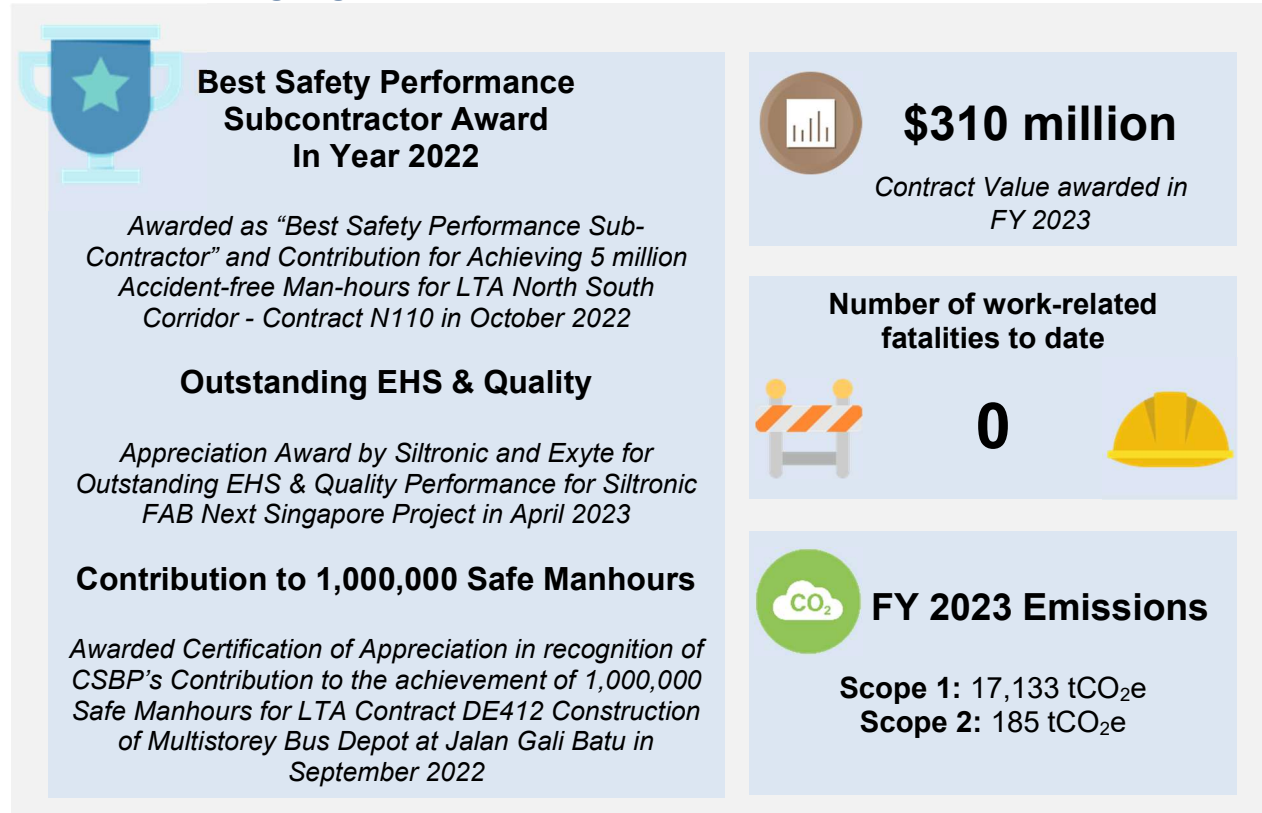 Best Safety Performance
Subcontractor Award
In Year 2022
Awarded as “Best Safety Performance Sub-
Contractor” and Contribution for Achieving 5 million
Accident-free Man-hours for LTA North South
Corridor - Contract N110 in October 2022
Outstanding EHS & Quality
Appreciation Award by Siltronic and Exyte for
Outstanding EHS & Quality Performance for Siltronic
FAB Next Singapore Project in April 2023
Contribution to 1,000,000 Safe Manhours
Awarded Certification of Appreciation in recognition of
CSBP’s Contribution to the achievement of 1,000,000
Safe Manhours for LTA Contract DE412 Construction
of Multistorey Bus Depot at Jalan Gali Batu in
September 2022
$310 million
Contract Value awarded in
FY 2023
Number of work-related
fatalities to date
0
CO₂
FY 2023 Emissions
Scope 1: 17,133 tCO₂e
Scope 2: 185 tCO₂e